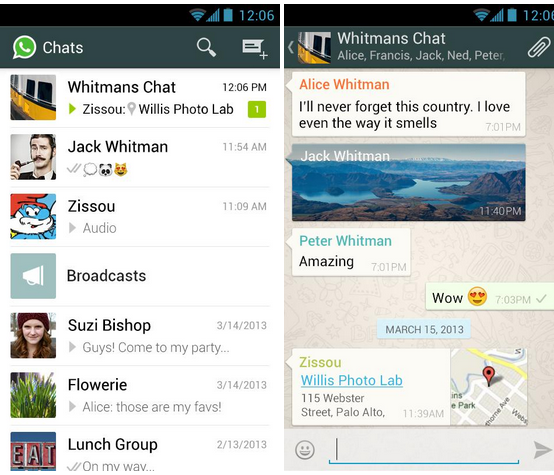 12:06
Chats
Whitmans Chat
12:06 PM
Zissou: Willis Photo Lab
1
Jack Whitman
11:54 AM
Zissou
11:09 AM
Audio
Broadcasts
Suzi Bishop
3/14/2013
Guys! Come to my party...
Flowerie
3/14/2013
Alice: those are my favs!
EAT
Lunch Group
2/13/2013
On my way...
12:06
Whitmans Chat
Alice, Francis, Jack, Ned, Peter,
Alice Whitman
I'll never forget this country. I love
even the way it smells
7:01PM
Jack Whitman
11:40PM
Peter Whitman
Amazing
7:01PM
Wow
7:03PM
MARCH 15, 2013
Zissou
Willis Photo Lab
115 Webster
Street, Palo Alto,
11:39AM
e Park